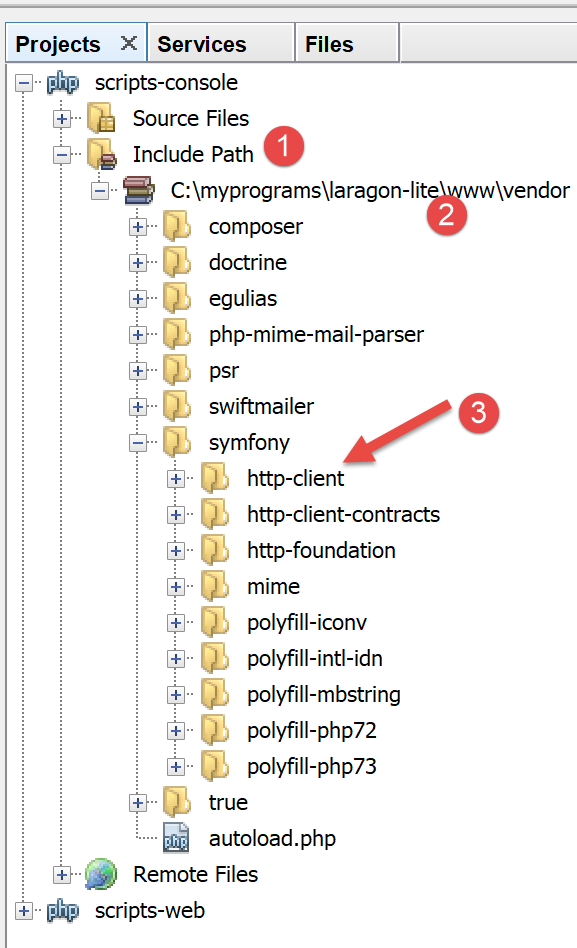 Projects Services Files
php scripts-console
Source Files
Include Path 1
C:\myprograms\laragon-lite\www\vendor
2
composer
doctrine
egulias
php-mime-mail-parser
psr
swiftmailer 3
symfony
http-client
http-client-contracts
http-foundation
mime
polyfill-iconv
polyfill-intl-idn
polyfill-mbstring
polyfill-php72
polyfill-php73
true
php autoload.php
Remote Files
php scripts-web